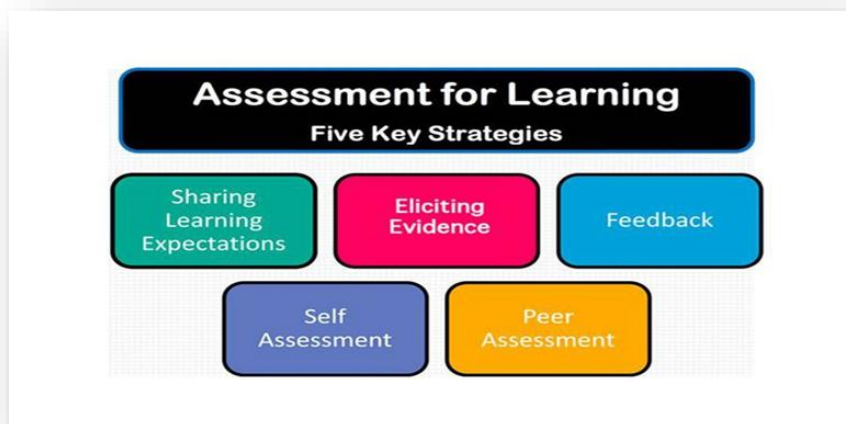 Assessment for Learning
Five Key Strategies
Sharing
Learning
Expectations
Eliciting
Evidence
Feedback
Self
Assessment
Peer
Assessment